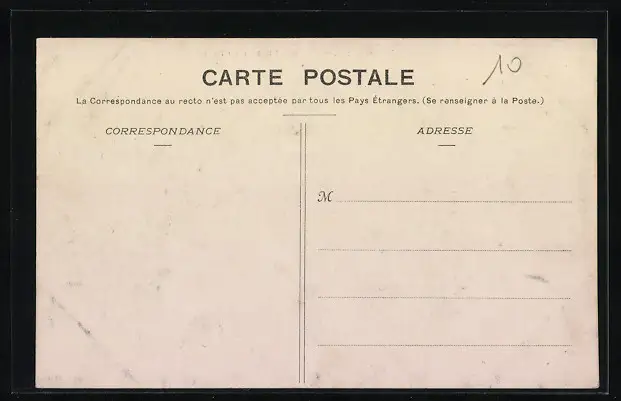 CARTE POSTALE
10
La Correspondance au recto n'est pas acceptée par tous les Pays Étrangers. (Se renseigner à la Poste.)
CORRESPONDANCE
ADRESSE
M